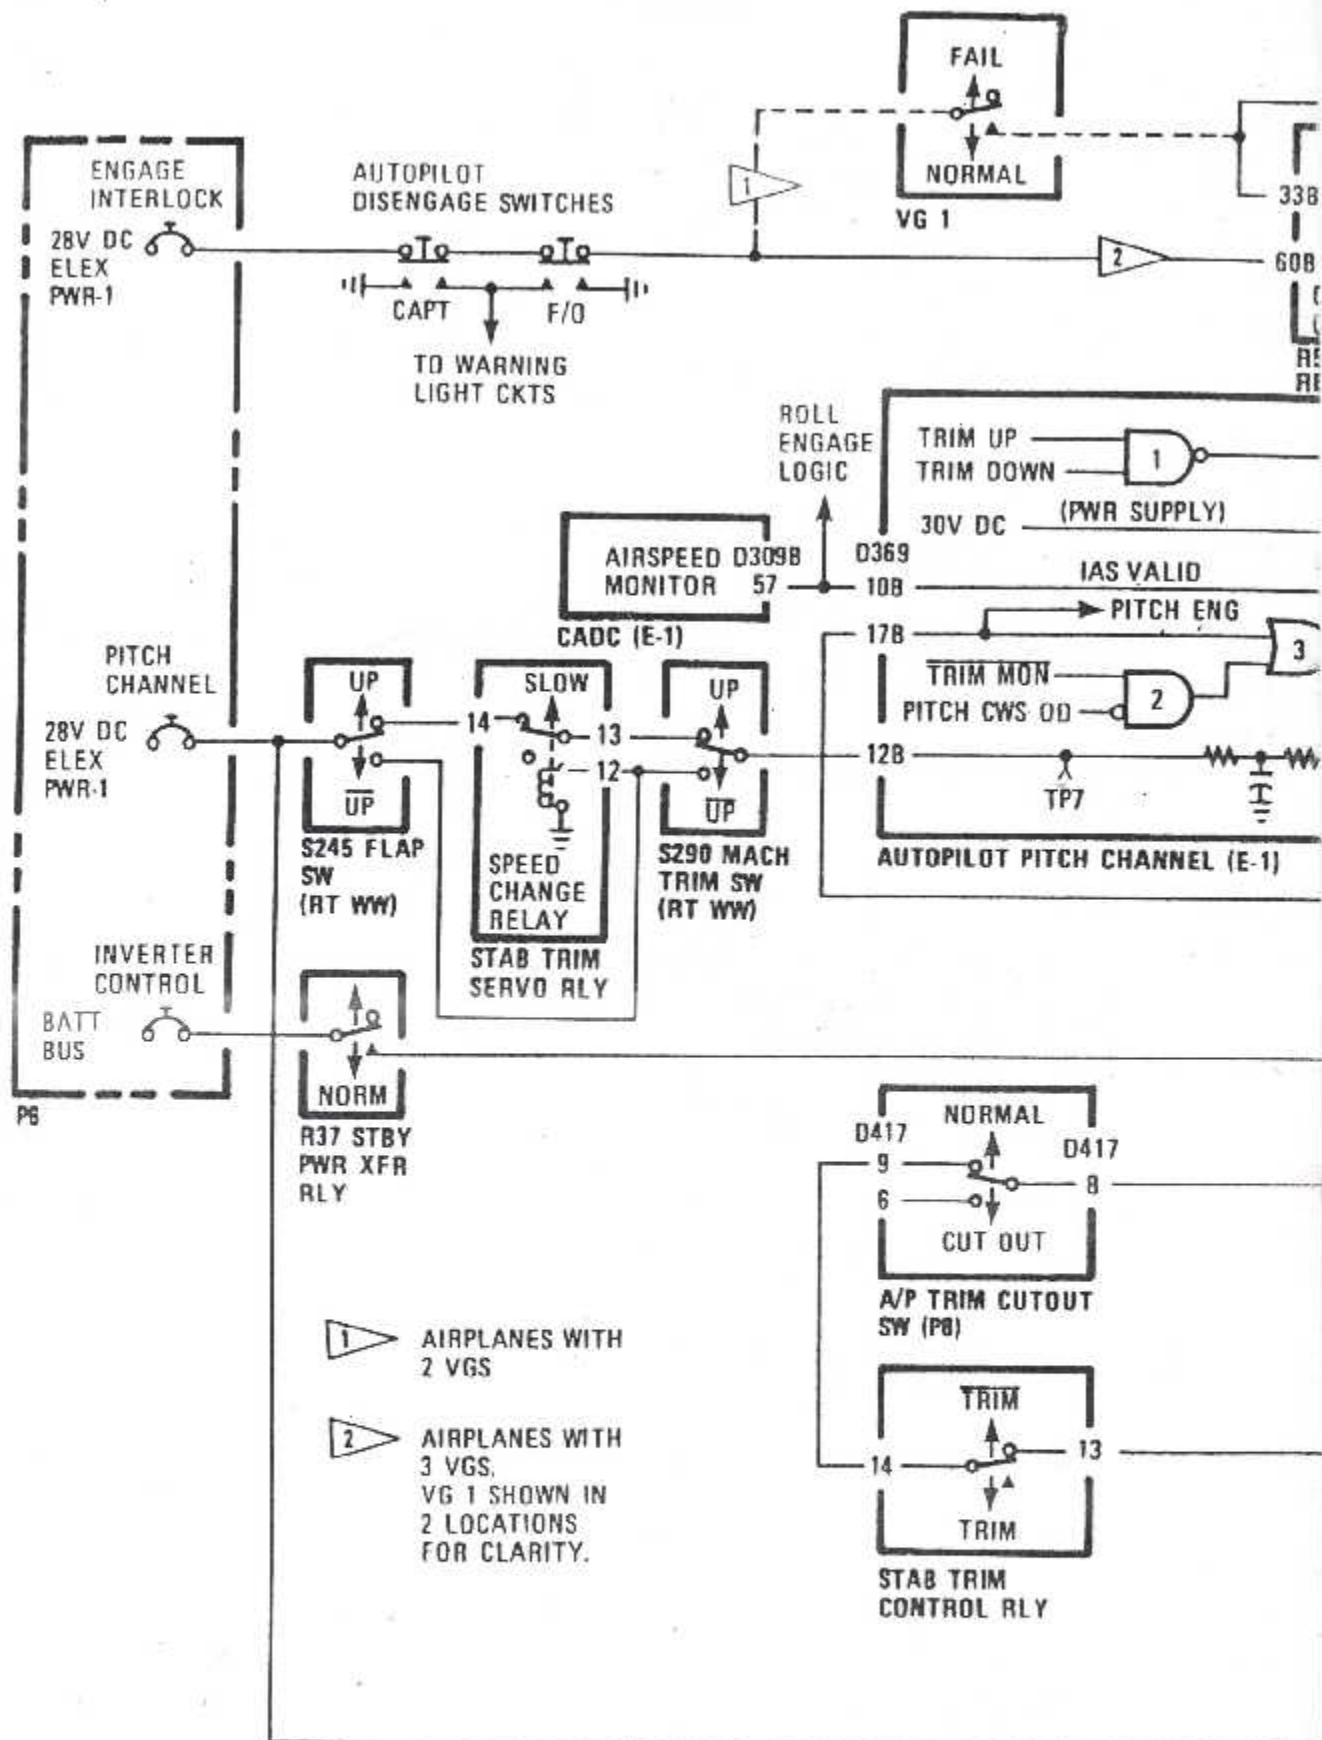 FAIL
NORMAL
VG 1
ENGAGE
INTERLOCK
28V DC
ELEX
PWR-1
AUTOPILOT
DISENGAGE SWITCHES
CAPT
F/O
TO WARNING
LIGHT CKTS
1
2
33B
60B
ROLL
ENGAGE
LOGIC
TRIM UP
TRIM DOWN
1
30V DC
(PWR SUPPLY)
AIRSPEED D309B
MONITOR 57
CADC (E-1)
D369
10B
IAS VALID
PITCH ENG
17B
3
TRIM MON
PITCH CWS OD
2
12B
TP7
AUTOPILOT PITCH CHANNEL (E-1)
PITCH
CHANNEL
28V DC
ELEX
PWR-1
UP
UP
S245 FLAP
SW
(RT WW)
14
SLOW
13
12
SPEED
CHANGE
RELAY
STAB TRIM
SERVO RLY
UP
UP
S290 MACH
TRIM SW
(RT WW)
INVERTER
CONTROL
BATT
BUS
P6
NORM
R37 STBY
PWR XFR
RLY
D417
NORMAL
D417
9
8
6
CUT OUT
A/P TRIM CUTOUT
SW (P8)
TRIM
14
13
TRIM
STAB TRIM
CONTROL RLY
1 AIRPLANES WITH
2 VGS
2 AIRPLANES WITH
3 VGS.
VG 1 SHOWN IN
2 LOCATIONS
FOR CLARITY.